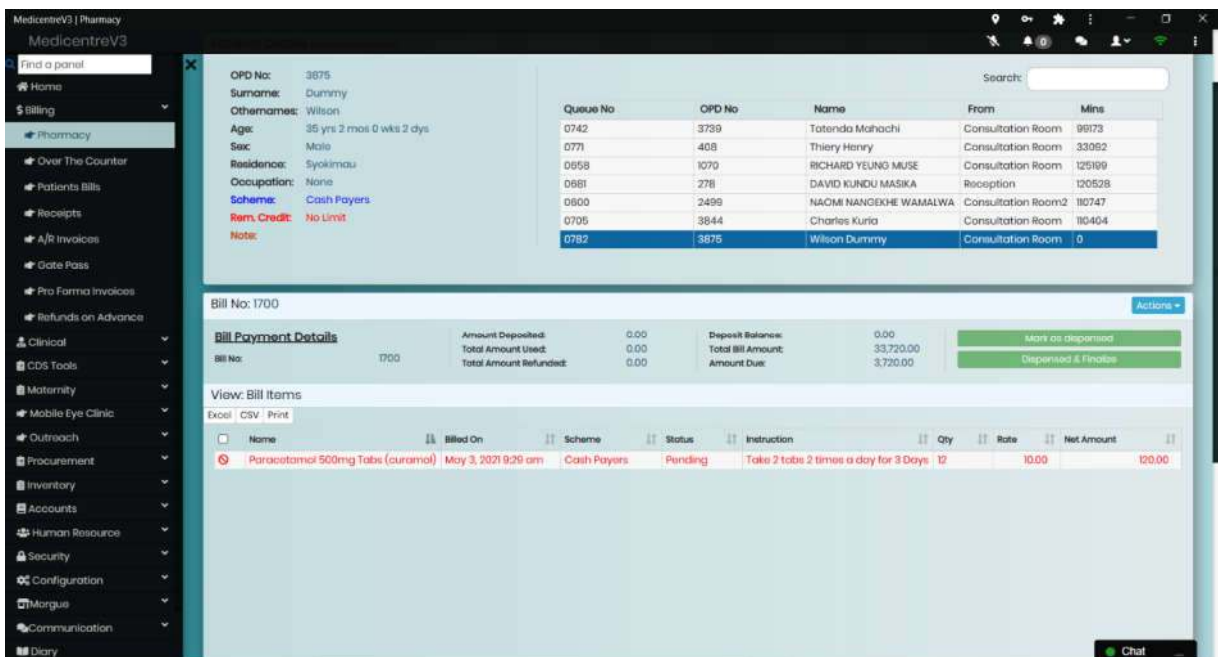 MedicentreV3 | Pharmacy
MedicentreV3
0
Find a panel
Home
$ Billing
Pharmacy
Over The Counter
Patients Bills
Receipts
A/R Invoices
Gate Pass
Pro Forma Invoices
Refunds on Advance
Clinical
CDS Tools
Maternity
Mobile Eye Clinic
Outreach
Procurement
Inventory
Accounts
Human Resource
Security
Configuration
Morgue
Communication
Diary
OPD No: 3875
Surname: Dummy
Othernames: Wilson
Age: 35 yrs 2 mos 0 wks 2 dys
Sex: Male
Residence: Syokimau
Occupation: None
Scheme: Cash Payers
Rem. Credit: No Limit
Note:
Search:
Queue No OPD No Name From Mins
0742 3739 Tatenda Mahachi Consultation Room 99173
0771 408 Thiery Henry Consultation Room 33092
0658 1070 RICHARD YEUNG MUSE Consultation Room 125199
0681 278 DAVID KUNDU MASIKA Reception 120528
0600 2499 NAOMI NANGEKHE WAMALWA Consultation Room2 110747
0705 3844 Charles Kuria Consultation Room 110404
0782 3875 Wilson Dummy Consultation Room 0
Bill No: 1700
Actions
Bill Payment Details
Bill No: 1700
Amount Deposited: 0.00
Total Amount Used: 0.00
Total Amount Refunded: 0.00
Deposit Balance: 0.00
Total Bill Amount: 33,720.00
Amount Due: 3,720.00
Mark as dispensed
Dispensed & Finalize
View: Bill Items
Excel CSV Print
Name Billed On Scheme Status Instruction Qty Rate Net Amount
Paracetamol 500mg Tabs (curamol) May 3, 2021 9:29 am Cash Payers Pending Take 2 tabs 2 times a day for 3 Days 12 10.00 120.00
Chat